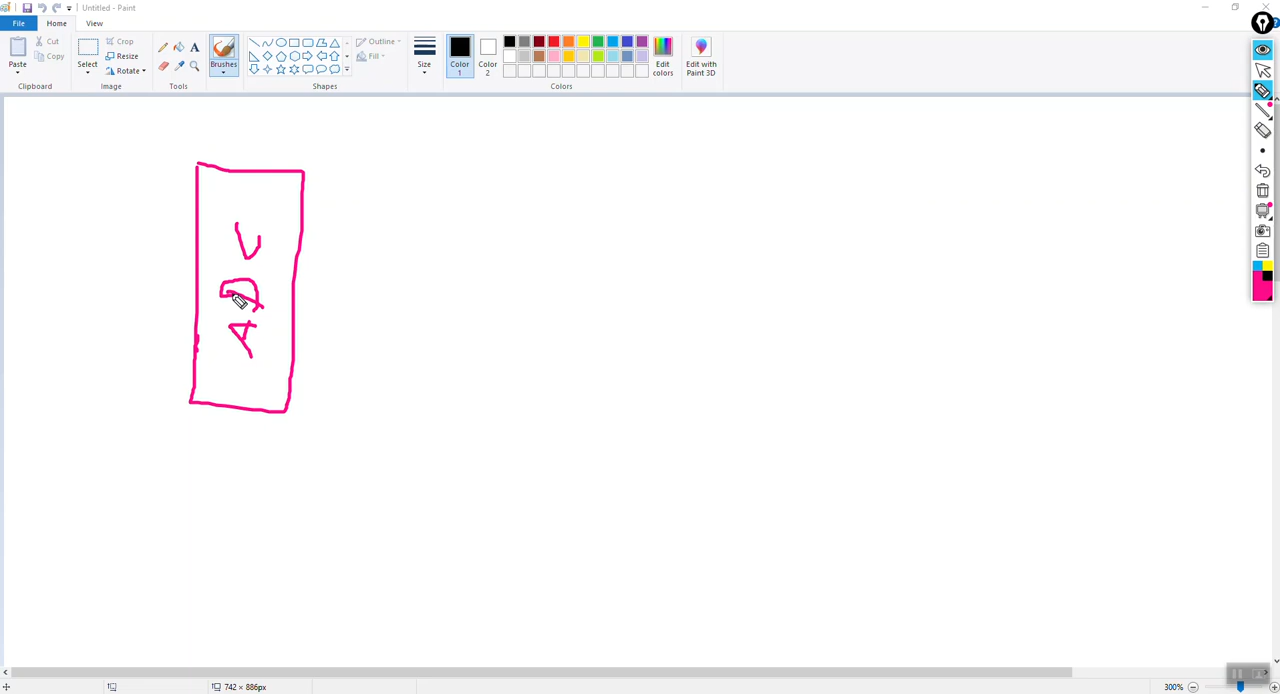 Untitled - Paint
File
Home
View
Paste
Cut
Copy
Clipboard
Select
Crop
Resize
Rotate
Image
Tools
Brushes
Shapes
Outline
Fill
Size
Color 1
Color 2
Edit colors
Edit with Paint 3D
Colors
ADC
742 × 886px
300%